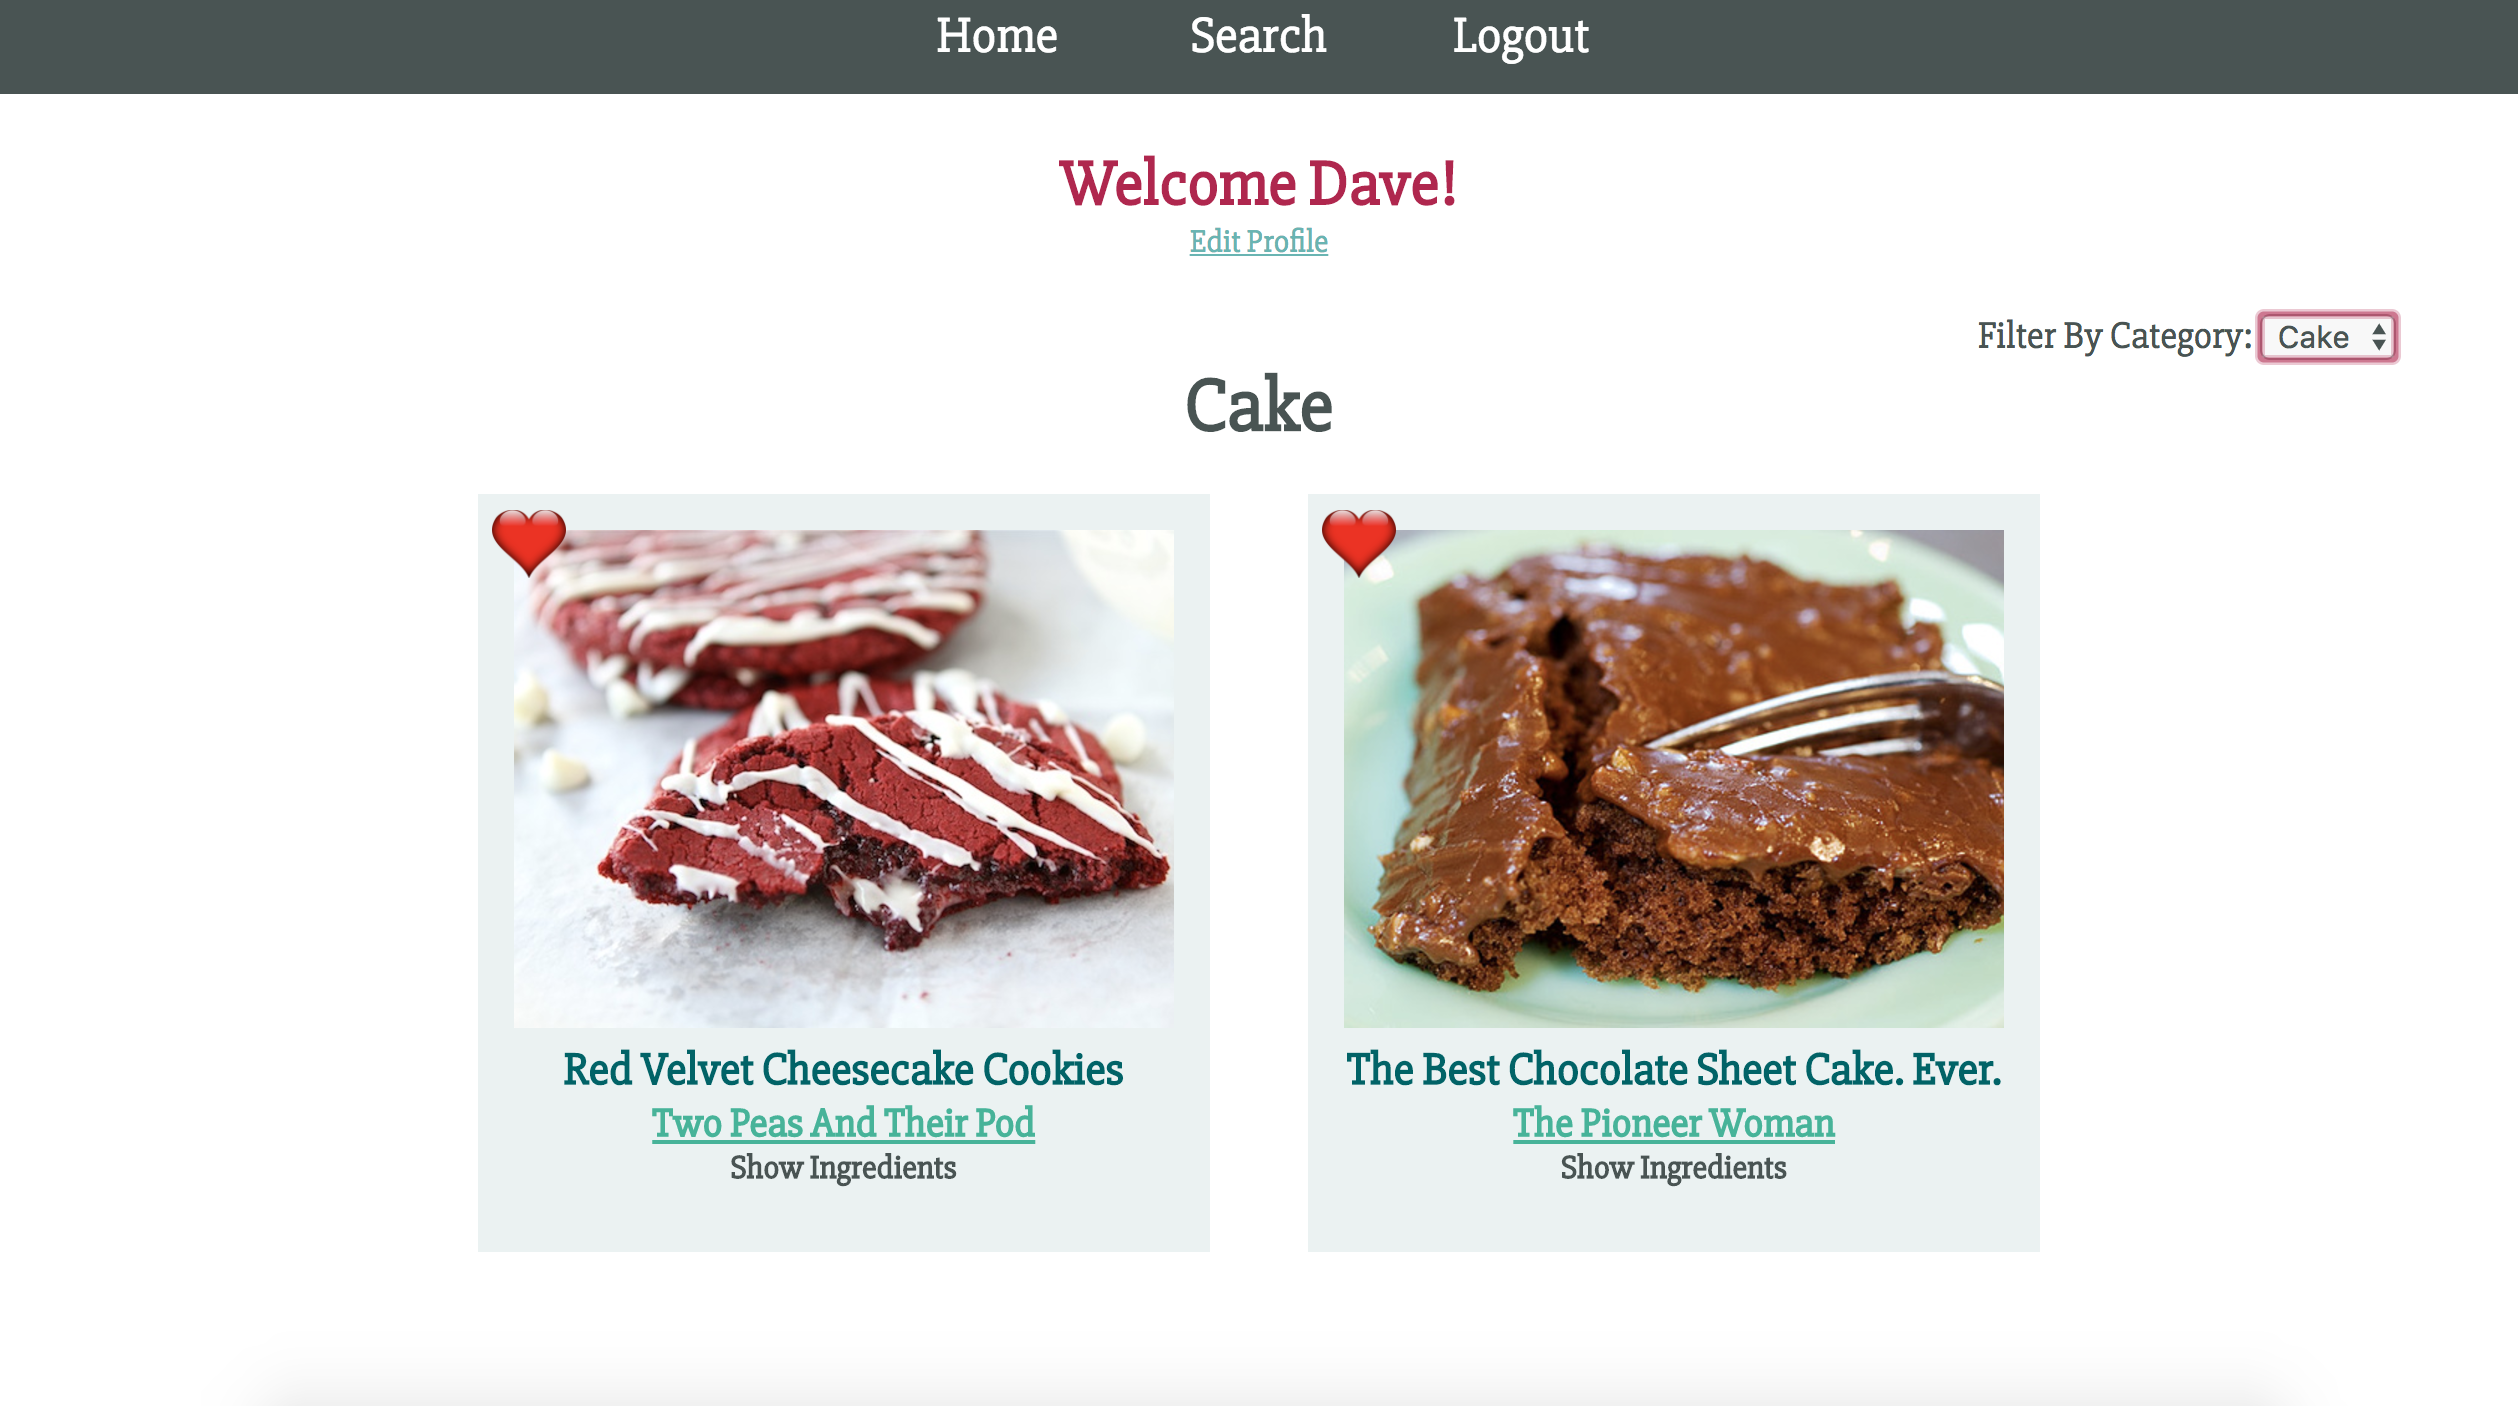 Home Search Logout
Welcome Dave!
Edit Profile
Filter By Category: Cake
Cake
Red Velvet Cheesecake Cookies
Two Peas And Their Pod
Show Ingredients
The Best Chocolate Sheet Cake. Ever.
The Pioneer Woman
Show Ingredients